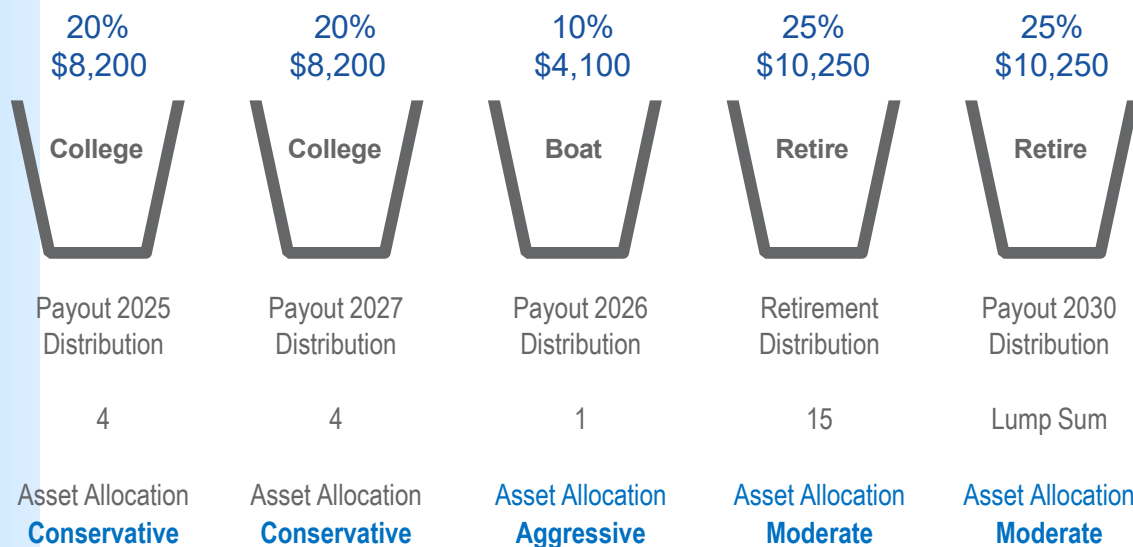 20% 20% 10% 25% 25%
$8,200 $8,200 $4,100 $10,250 $10,250
College College Boat Retire Retire
Payout 2025 Payout 2027 Payout 2026 Retirement Payout 2030
Distribution Distribution Distribution Distribution Distribution
4 4 1 15 Lump Sum
Asset Allocation Asset Allocation Asset Allocation Asset Allocation Asset Allocation
Conservative Conservative Aggressive Moderate Moderate